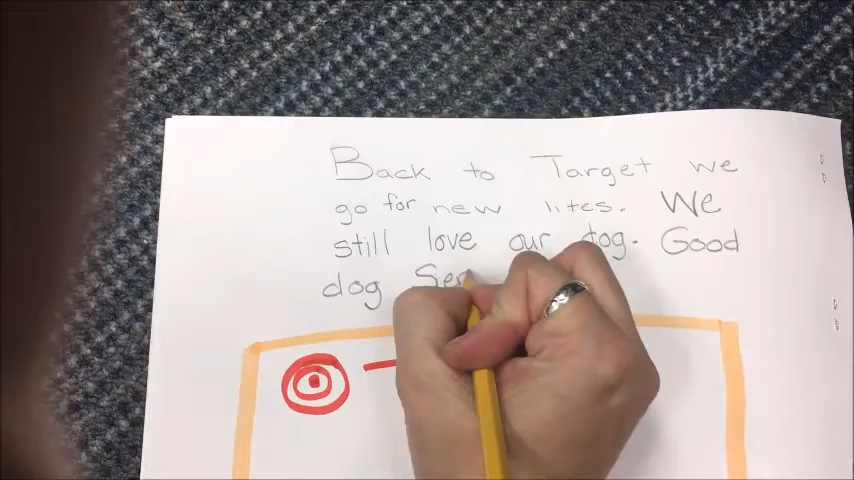 Back to Target we
go for new lites. We
still love our dog. Good
dog